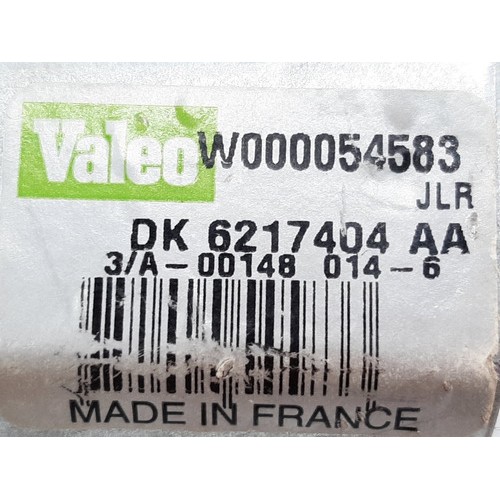 Valeo W000054583
JLR
DK 6217404 AA
3/A-00148 014-6
MADE IN FRANCE